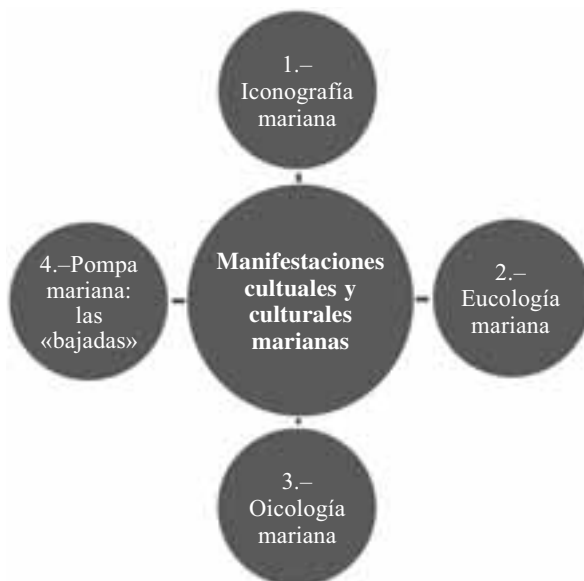 1.–
Iconografía
mariana
4.–Pompa
mariana:
las
«bajadas»
Manifestaciones
cultuales y
culturales
marianas
2.–
Eucología
mariana
3.–
Oicología
mariana